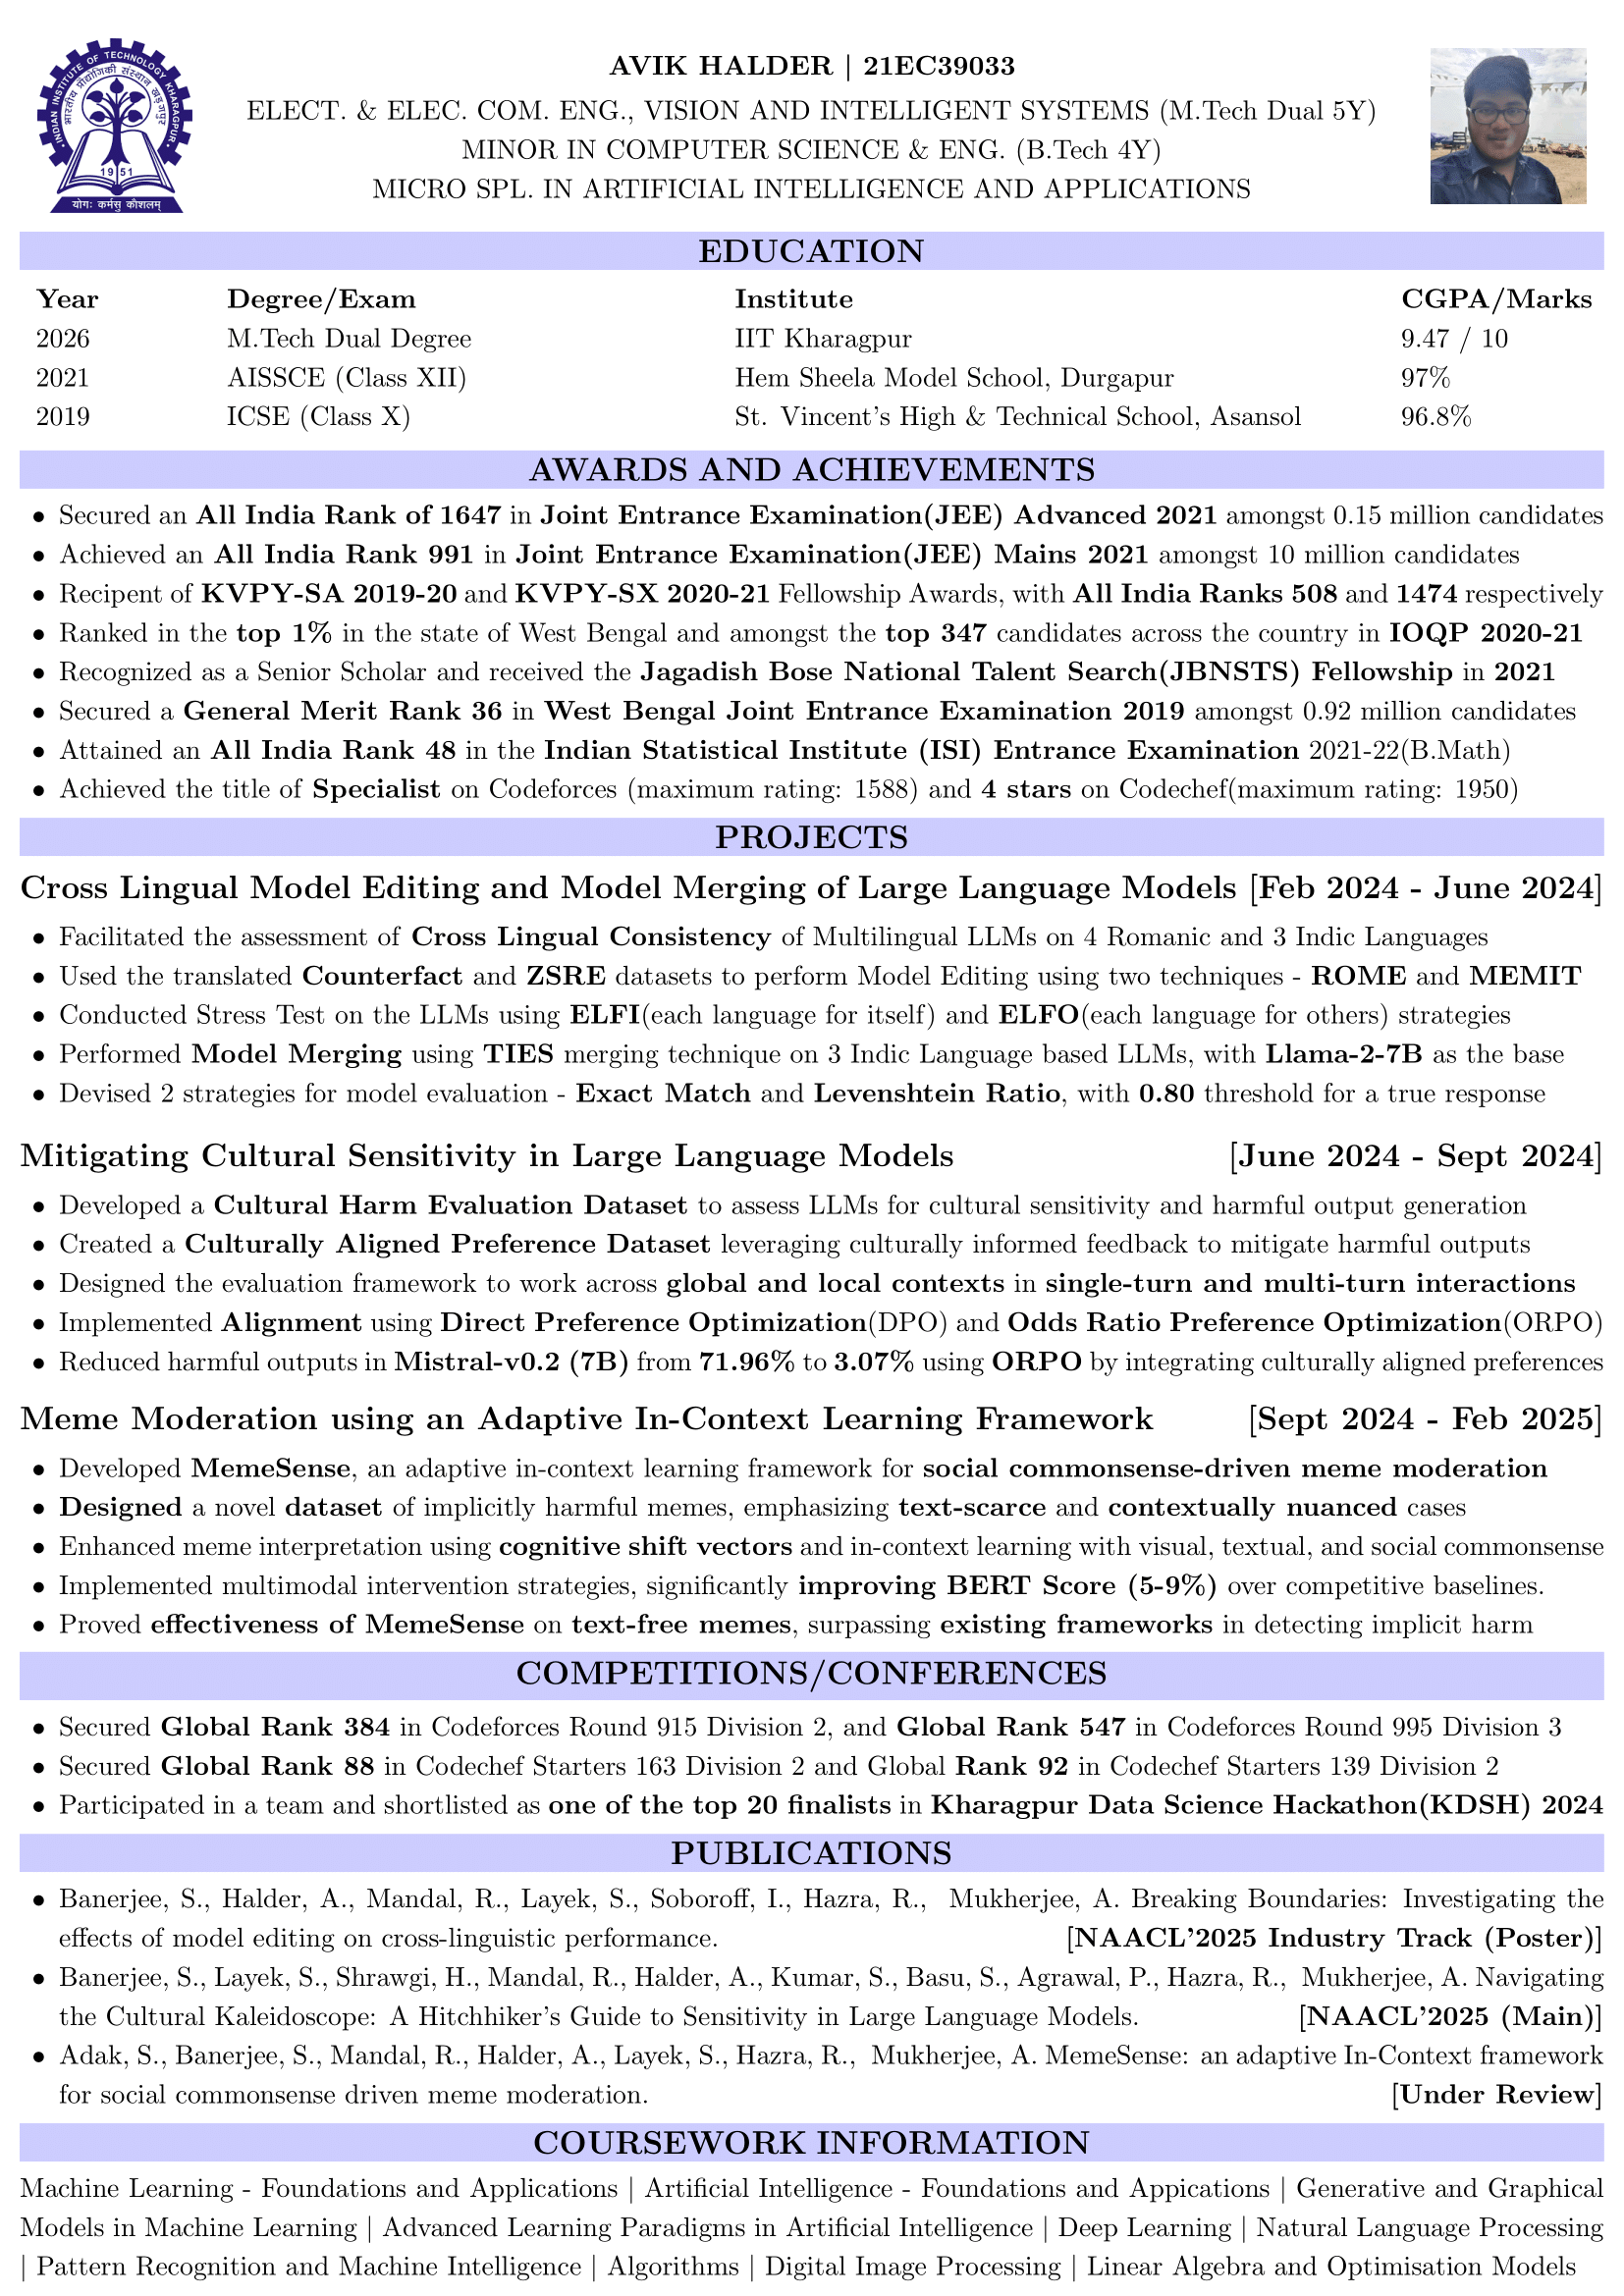 INDIAN INSTITUTE OF TECHNOLOGY KHARAGPUR
भारतीय प्रौद्योगिकी संस्थान खड़गपुर
1951
योगः कर्मसु कौशलम्
AVIK HALDER | 21EC39033
ELECT. & ELEC. COM. ENG., VISION AND INTELLIGENT SYSTEMS (M.Tech Dual 5Y)
MINOR IN COMPUTER SCIENCE & ENG. (B.Tech 4Y)
MICRO SPL. IN ARTIFICIAL INTELLIGENCE AND APPLICATIONS
EDUCATION
Year Degree/Exam Institute CGPA/Marks
2026 M.Tech Dual Degree IIT Kharagpur 9.47 / 10
2021 AISSCE (Class XII) Hem Sheela Model School, Durgapur 97%
2019 ICSE (Class X) St. Vincent's High & Technical School, Asansol 96.8%
AWARDS AND ACHIEVEMENTS
• Secured an All India Rank of 1647 in Joint Entrance Examination(JEE) Advanced 2021 amongst 0.15 million candidates
• Achieved an All India Rank 991 in Joint Entrance Examination(JEE) Mains 2021 amongst 10 million candidates
• Recipent of KVPY-SA 2019-20 and KVPY-SX 2020-21 Fellowship Awards, with All India Ranks 508 and 1474 respectively
• Ranked in the top 1% in the state of West Bengal and amongst the top 347 candidates across the country in IOQP 2020-21
• Recognized as a Senior Scholar and received the Jagadish Bose National Talent Search(JBNSTS) Fellowship in 2021
• Secured a General Merit Rank 36 in West Bengal Joint Entrance Examination 2019 amongst 0.92 million candidates
• Attained an All India Rank 48 in the Indian Statistical Institute (ISI) Entrance Examination 2021-22(B.Math)
• Achieved the title of Specialist on Codeforces (maximum rating: 1588) and 4 stars on Codechef(maximum rating: 1950)
PROJECTS
Cross Lingual Model Editing and Model Merging of Large Language Models [Feb 2024 - June 2024]
• Facilitated the assessment of Cross Lingual Consistency of Multilingual LLMs on 4 Romanic and 3 Indic Languages
• Used the translated Counterfact and ZSRE datasets to perform Model Editing using two techniques - ROME and MEMIT
• Conducted Stress Test on the LLMs using ELFI(each language for itself) and ELFO(each language for others) strategies
• Performed Model Merging using TIES merging technique on 3 Indic Language based LLMs, with Llama-2-7B as the base
• Devised 2 strategies for model evaluation - Exact Match and Levenshtein Ratio, with 0.80 threshold for a true response
Mitigating Cultural Sensitivity in Large Language Models [June 2024 - Sept 2024]
• Developed a Cultural Harm Evaluation Dataset to assess LLMs for cultural sensitivity and harmful output generation
• Created a Culturally Aligned Preference Dataset leveraging culturally informed feedback to mitigate harmful outputs
• Designed the evaluation framework to work across global and local contexts in single-turn and multi-turn interactions
• Implemented Alignment using Direct Preference Optimization(DPO) and Odds Ratio Preference Optimization(ORPO)
• Reduced harmful outputs in Mistral-v0.2 (7B) from 71.96% to 3.07% using ORPO by integrating culturally aligned preferences
Meme Moderation using an Adaptive In-Context Learning Framework [Sept 2024 - Feb 2025]
• Developed MemeSense, an adaptive in-context learning framework for social commonsense-driven meme moderation
• Designed a novel dataset of implicitly harmful memes, emphasizing text-scarce and contextually nuanced cases
• Enhanced meme interpretation using cognitive shift vectors and in-context learning with visual, textual, and social commonsense
• Implemented multimodal intervention strategies, significantly improving BERT Score (5-9%) over competitive baselines.
• Proved effectiveness of MemeSense on text-free memes, surpassing existing frameworks in detecting implicit harm
COMPETITIONS/CONFERENCES
• Secured Global Rank 384 in Codeforces Round 915 Division 2, and Global Rank 547 in Codeforces Round 995 Division 3
• Secured Global Rank 88 in Codechef Starters 163 Division 2 and Global Rank 92 in Codechef Starters 139 Division 2
• Participated in a team and shortlisted as one of the top 20 finalists in Kharagpur Data Science Hackathon(KDSH) 2024
PUBLICATIONS
• Banerjee, S., Halder, A., Mandal, R., Layek, S., Soboroff, I., Hazra, R., Mukherjee, A. Breaking Boundaries: Investigating the
effects of model editing on cross-linguistic performance. [NAACL'2025 Industry Track (Poster)]
• Banerjee, S., Layek, S., Shrawgi, H., Mandal, R., Halder, A., Kumar, S., Basu, S., Agrawal, P., Hazra, R., Mukherjee, A. Navigating
the Cultural Kaleidoscope: A Hitchhiker's Guide to Sensitivity in Large Language Models. [NAACL'2025 (Main)]
• Adak, S., Banerjee, S., Mandal, R., Halder, A., Layek, S., Hazra, R., Mukherjee, A. MemeSense: an adaptive In-Context framework
for social commonsense driven meme moderation. [Under Review]
COURSEWORK INFORMATION
Machine Learning - Foundations and Applications | Artificial Intelligence - Foundations and Appications | Generative and Graphical
Models in Machine Learning | Advanced Learning Paradigms in Artificial Intelligence | Deep Learning | Natural Language Processing
| Pattern Recognition and Machine Intelligence | Algorithms | Digital Image Processing | Linear Algebra and Optimisation Models